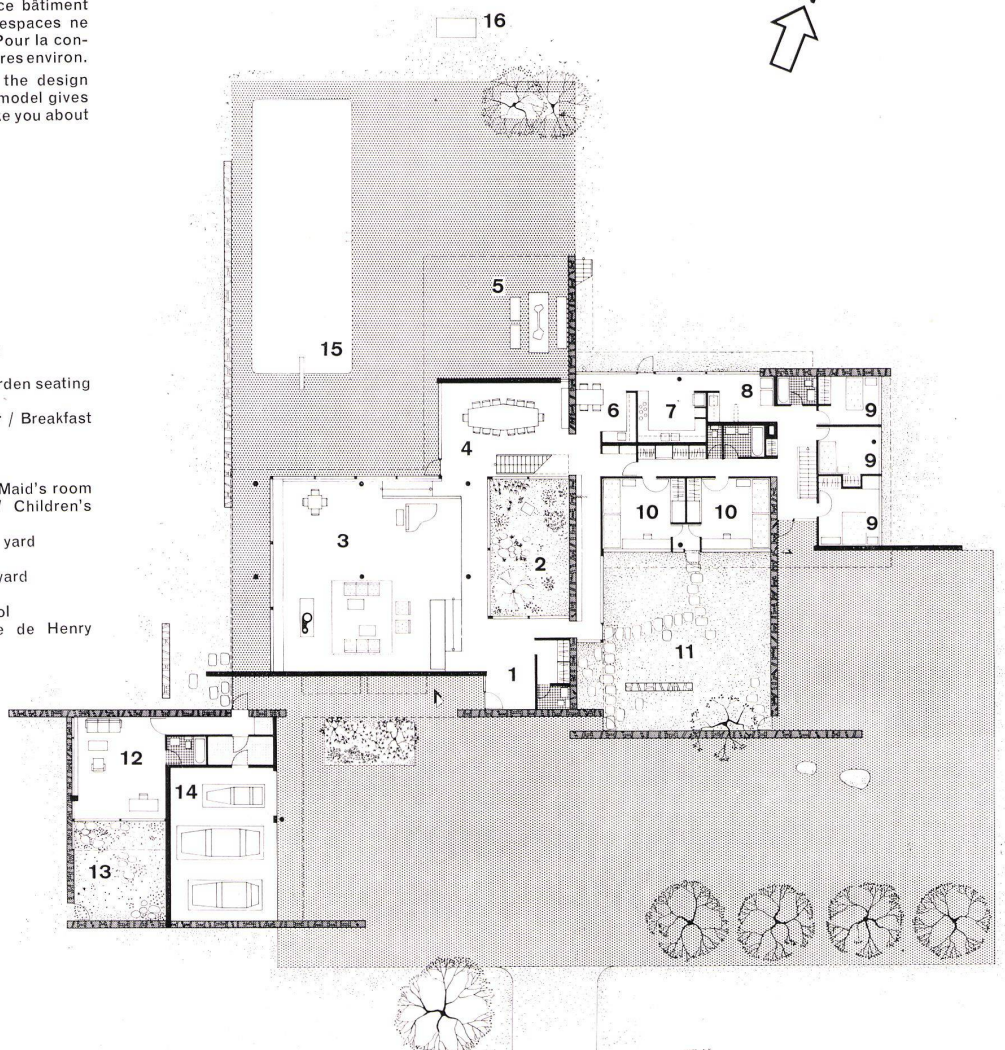 ce bâtiment
espaces ne
Pour la con-
res environ.
the design
model gives
e you about
rden seating
/ Breakfast
Maid's room
/ Children's
yard
yard
ol
e de Henry
16
15
5
4
6
7
8
9
9
9
10
10
3
2
1
11
12
14
13